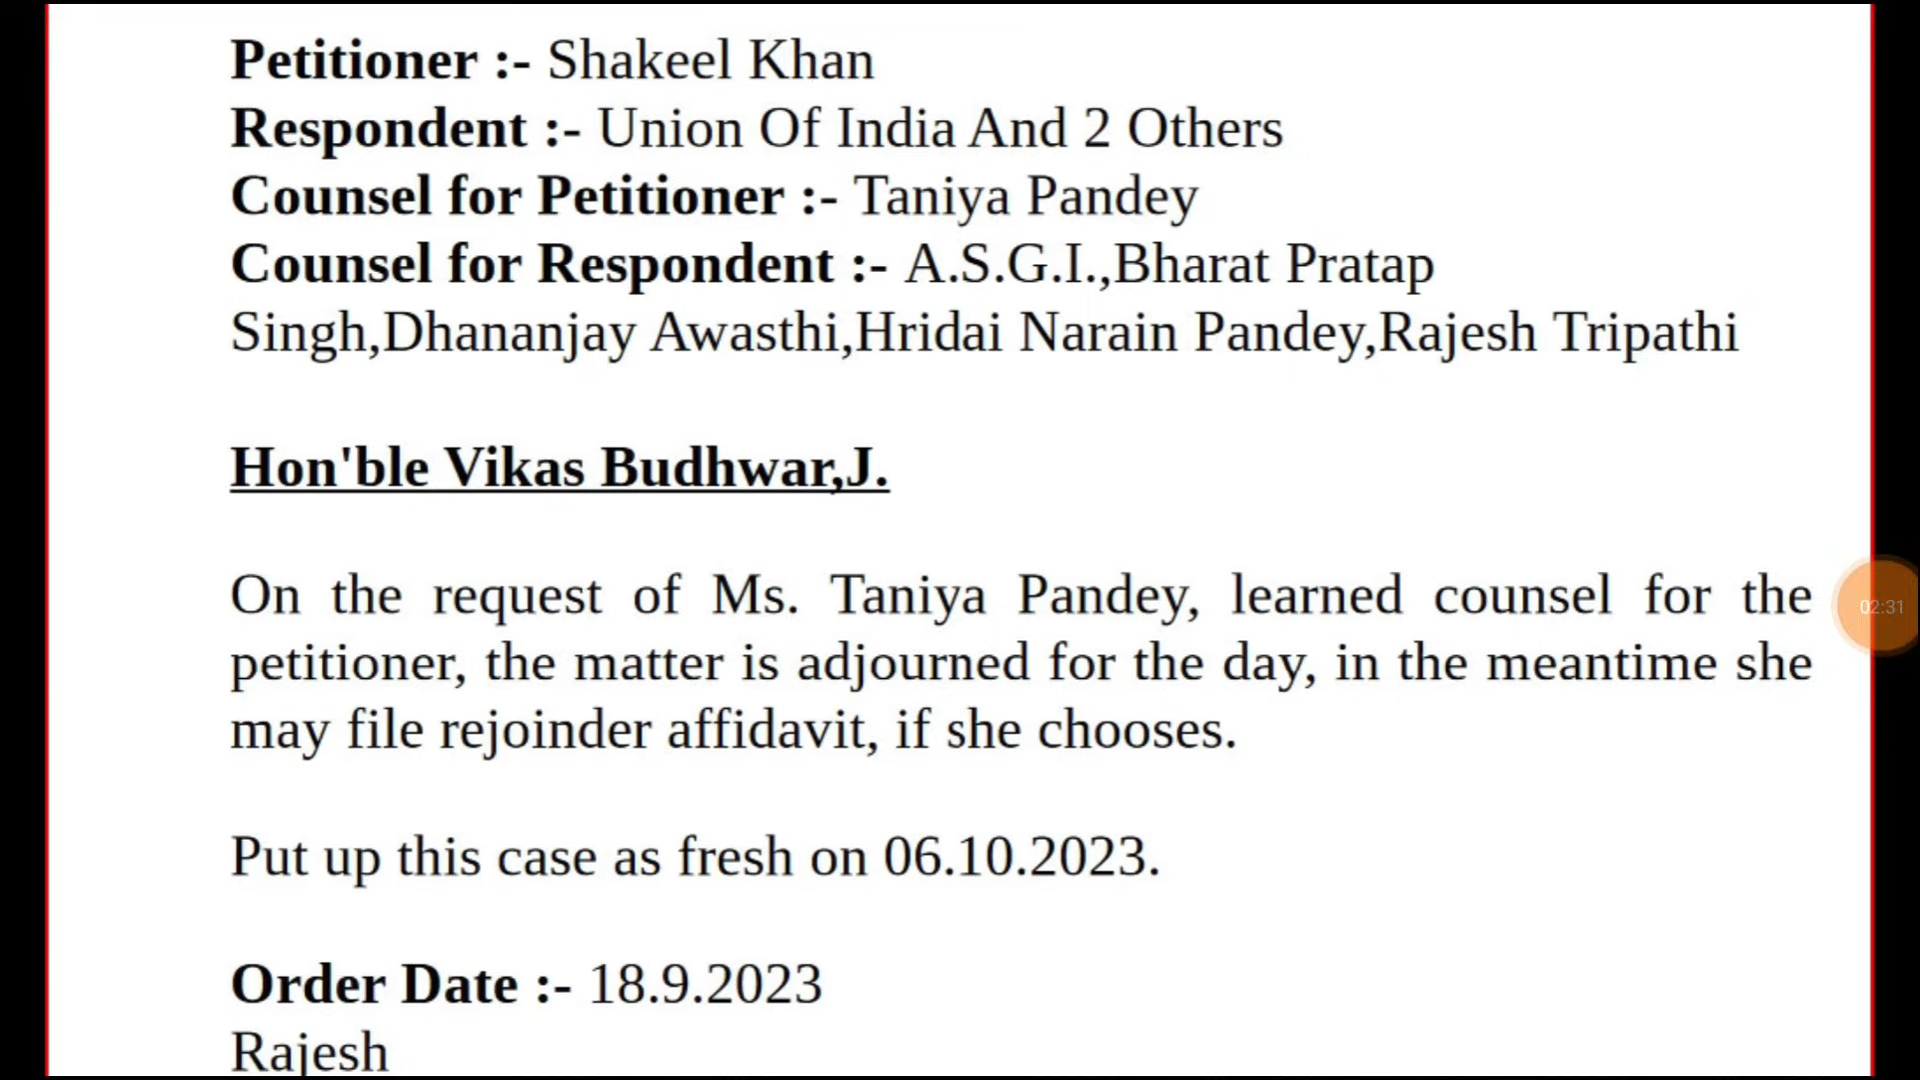 Petitioner :- Shakeel Khan
Respondent :- Union Of India And 2 Others
Counsel for Petitioner :- Taniya Pandey
Counsel for Respondent :- A.S.G.I.,Bharat Pratap
Singh,Dhananjay Awasthi,Hridai Narain Pandey,Rajesh Tripathi
Hon'ble Vikas Budhwar,J.
On the request of Ms. Taniya Pandey, learned counsel for the
petitioner, the matter is adjourned for the day, in the meantime she
may file rejoinder affidavit, if she chooses.
02:31
Put up this case as fresh on 06.10.2023.
Order Date :- 18.9.2023
Rajesh